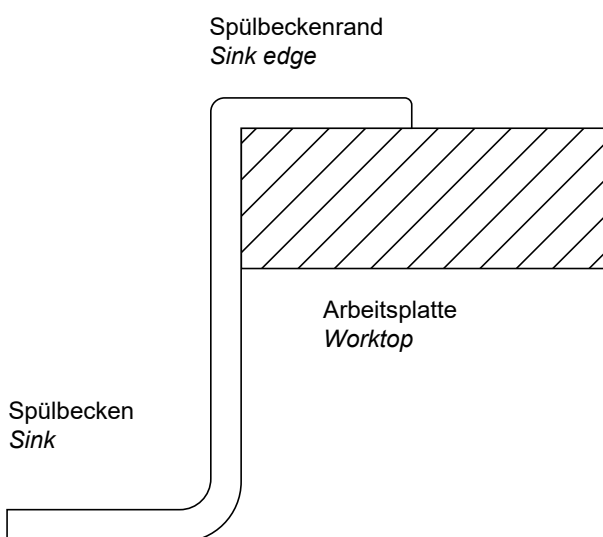 Spülbeckenrand
Sink edge
Arbeitsplatte
Worktop
Spülbecken
Sink